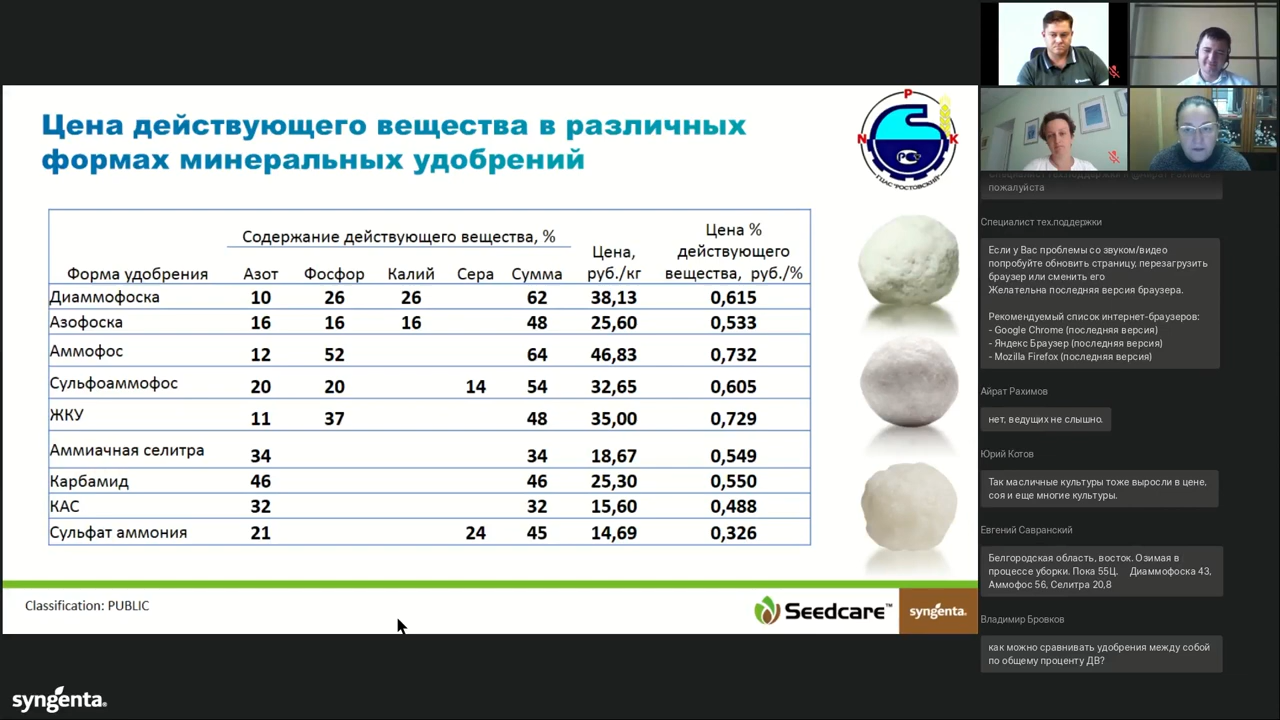 Цена действующего вещества в различных
формах минеральных удобрений
P
N
K
РСФ
ГЦАС "РОСТОВСКИЙ"
Содержание действующего вещества, %
Цена, руб./кг
Цена % действующего вещества, руб./%
Форма удобрения Азот Фосфор Калий Сера Сумма
Диаммофоска 10 26 26 62 38,13 0,615
Азофоска 16 16 16 48 25,60 0,533
Аммофос 12 52 64 46,83 0,732
Сульфоаммофос 20 20 14 54 32,65 0,605
ЖКУ 11 37 48 35,00 0,729
Аммиачная селитра 34 34 18,67 0,549
Карбамид 46 46 25,30 0,550
КАС 32 32 15,60 0,488
Сульфат аммония 21 24 45 14,69 0,326
Classification: PUBLIC
Seedcare™
syngenta.
syngenta®
пожалуйста
Специалист тех.поддержки
Если у Вас проблемы со звуком/видео
попробуйте обновить страницу, перезагрузить
браузер или сменить его
Желательна последняя версия браузера.
Рекомендуемый список интернет-браузеров:
- Google Chrome (последняя версия)
- Яндекс Браузер (последняя версия)
- Mozilla Firefox (последняя версия)
Айрат Рахимов
нет, ведущих не слышно.
Юрий Котов
Так масличные культуры тоже выросли в цене,
соя и еще многие культуры.
Евгений Савранский
Белгородская область, восток. Озимая в
процессе уборки. Пока 55Ц. Диаммофоска 43,
Аммофос 56, Селитра 20,8
Владимир Бровков
как можно сравнивать удобрения между собой
по общему проценту ДВ?